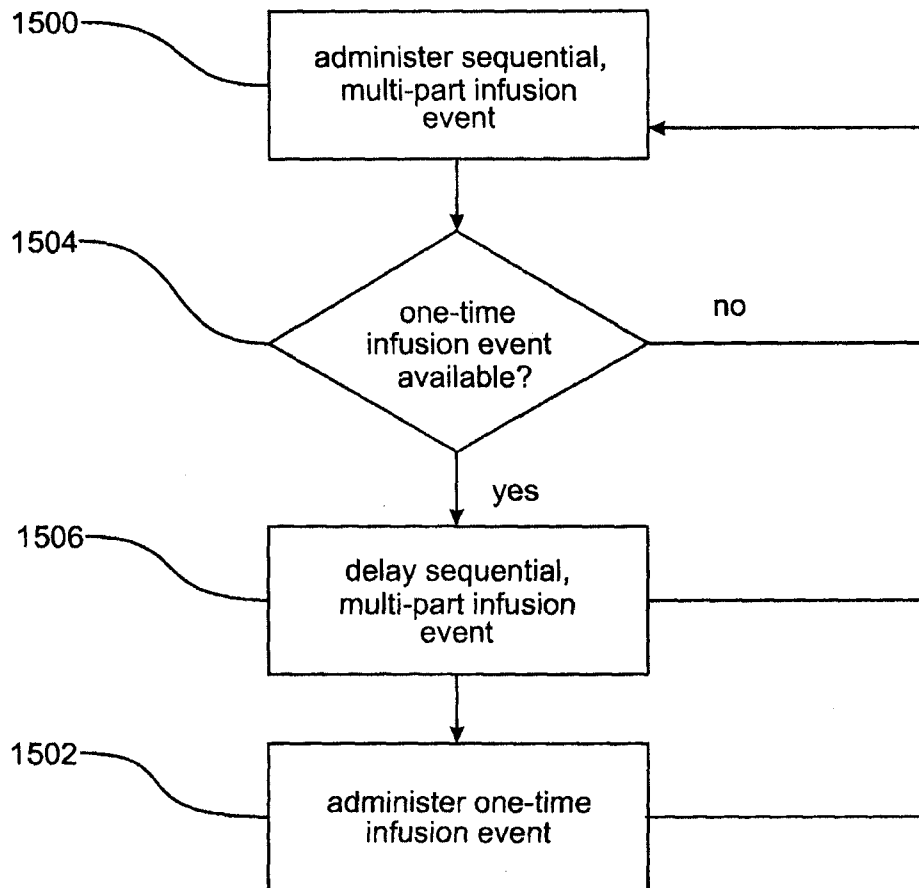 1500
administer sequential,
multi-part infusion
event
1504
one-time
infusion event
available?
no
yes
1506
delay sequential,
multi-part infusion
event
1502
administer one-time
infusion event